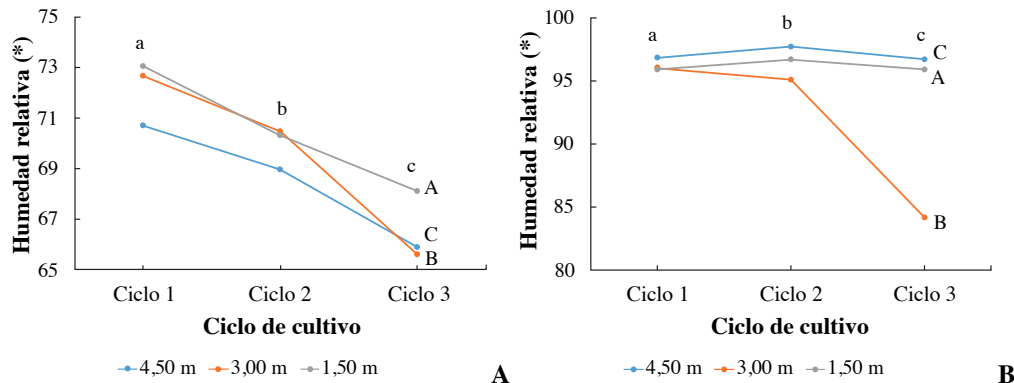 75
73
71
69
67
65
Humedad relativa (*)
a
b
c
A
C
B
Ciclo 1 Ciclo 2 Ciclo 3
Ciclo de cultivo
4,50 m 3,00 m 1,50 m
A
100
95
90
85
80
Humedad relativa (*)
a
b
c
C
A
B
Ciclo 1 Ciclo 2 Ciclo 3
Ciclo de cultivo
4,50 m 3,00 m 1,50 m
B